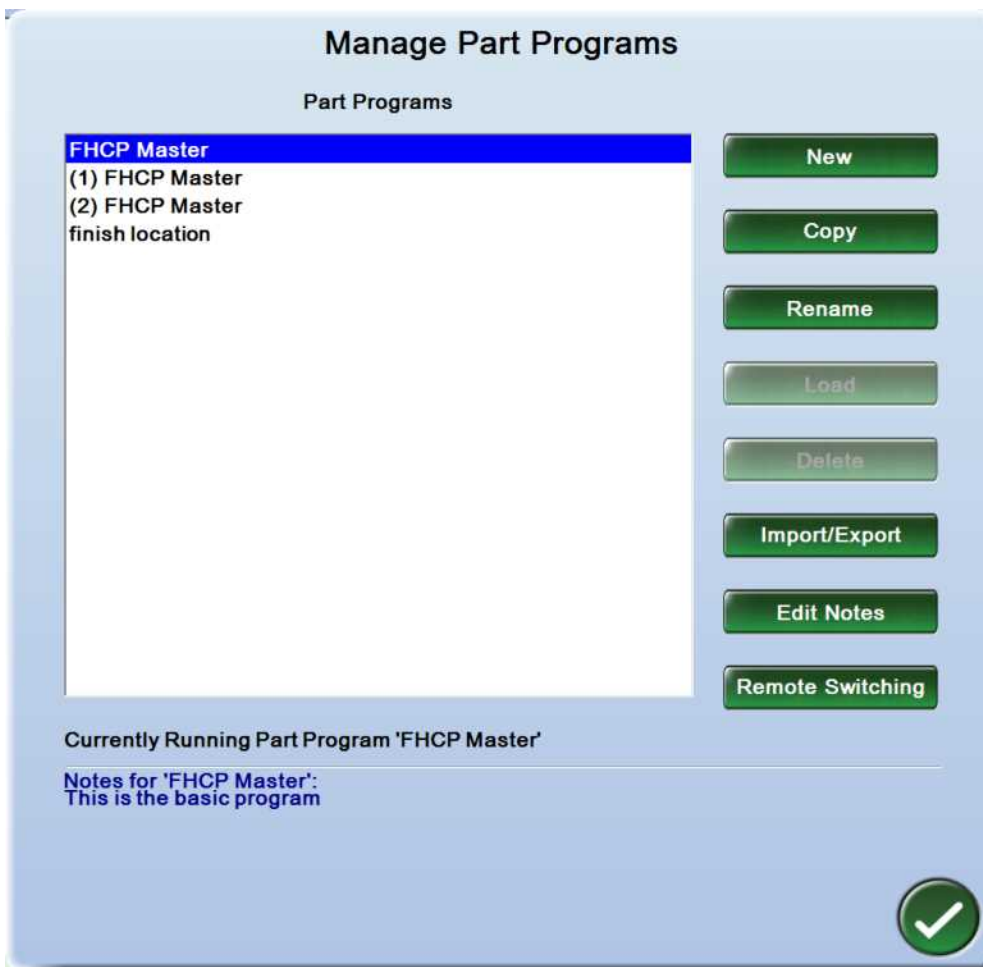 Manage Part Programs
Part Programs
FHCP Master
(1) FHCP Master
(2) FHCP Master
finish location
New
Copy
Rename
Load
Delete
Import/Export
Edit Notes
Remote Switching
Currently Running Part Program 'FHCP Master'
Notes for 'FHCP Master':
This is the basic program